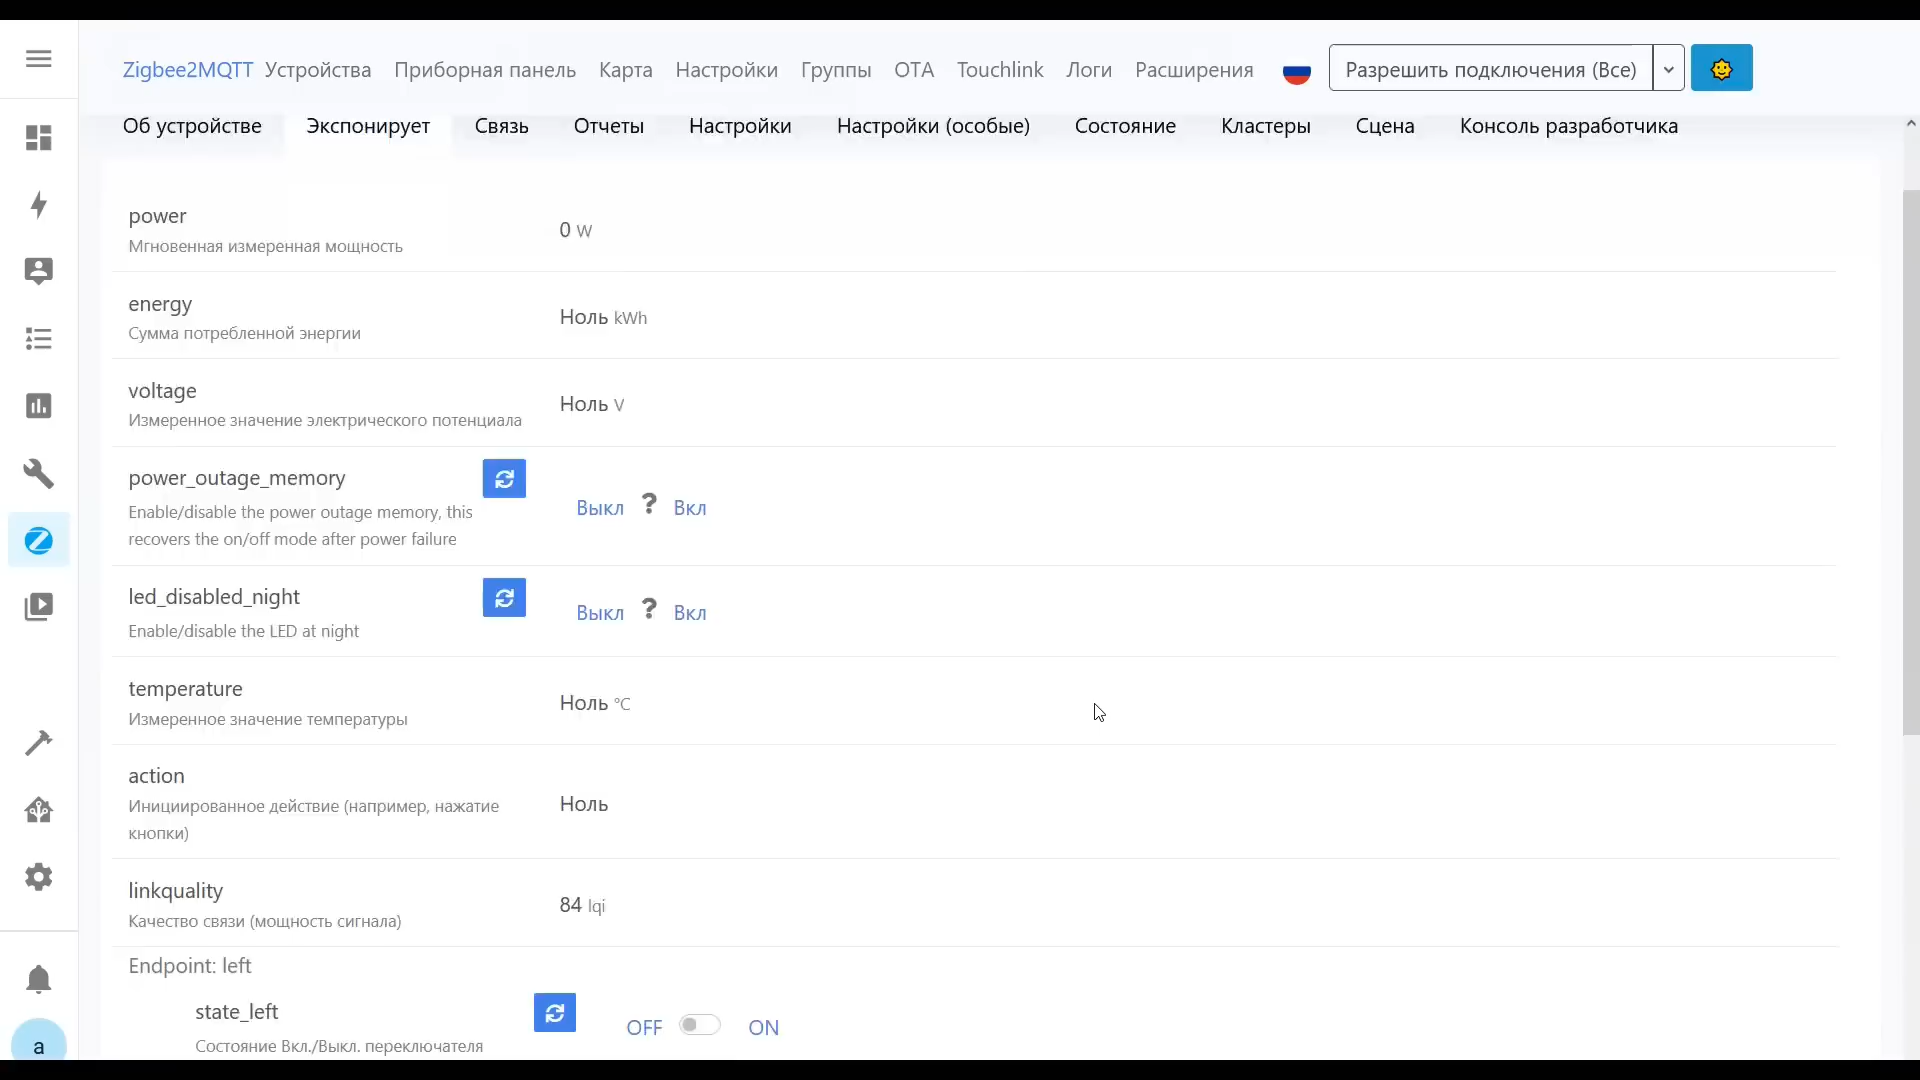 Zigbee2MQTT Устройства Приборная панель Карта Настройки Группы OTA Touchlink Логи Расширения Разрешить подключения (Все)
Об устройстве Экспонирует Связь Отчеты Настройки Настройки (особые) Состояние Кластеры Сцена Консоль разработчика
power
Мгновенная измеренная мощность
0 W
energy
Сумма потребленной энергии
Ноль kWh
voltage
Измеренное значение электрического потенциала
Ноль V
power_outage_memory
Enable/disable the power outage memory, this
recovers the on/off mode after power failure
Выкл ? Вкл
led_disabled_night
Enable/disable the LED at night
Выкл ? Вкл
temperature
Измеренное значение температуры
Ноль °C
action
Инициированное действие (например, нажатие
кнопки)
Ноль
linkquality
Качество связи (мощность сигнала)
84 lqi
Endpoint: left
state_left
Состояние Вкл./Выкл. переключателя
OFF ON
a